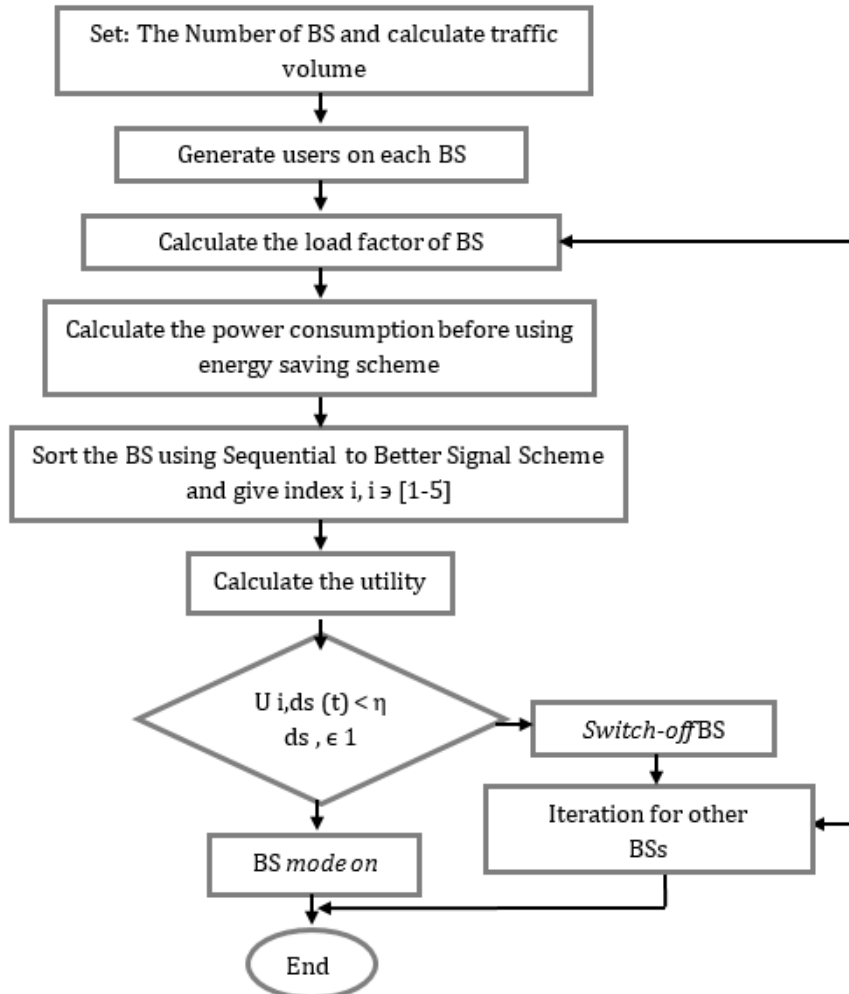 Set: The Number of BS and calculate traffic
volume
Generate users on each BS
Calculate the load factor of BS
Calculate the power consumption before using
energy saving scheme
Sort the BS using Sequential to Better Signal Scheme
and give index i, i э [1-5]
Calculate the utility
U i,ds (t) < η
ds , ϵ 1
Switch-off BS
Iteration for other
BSs
BS mode on
End